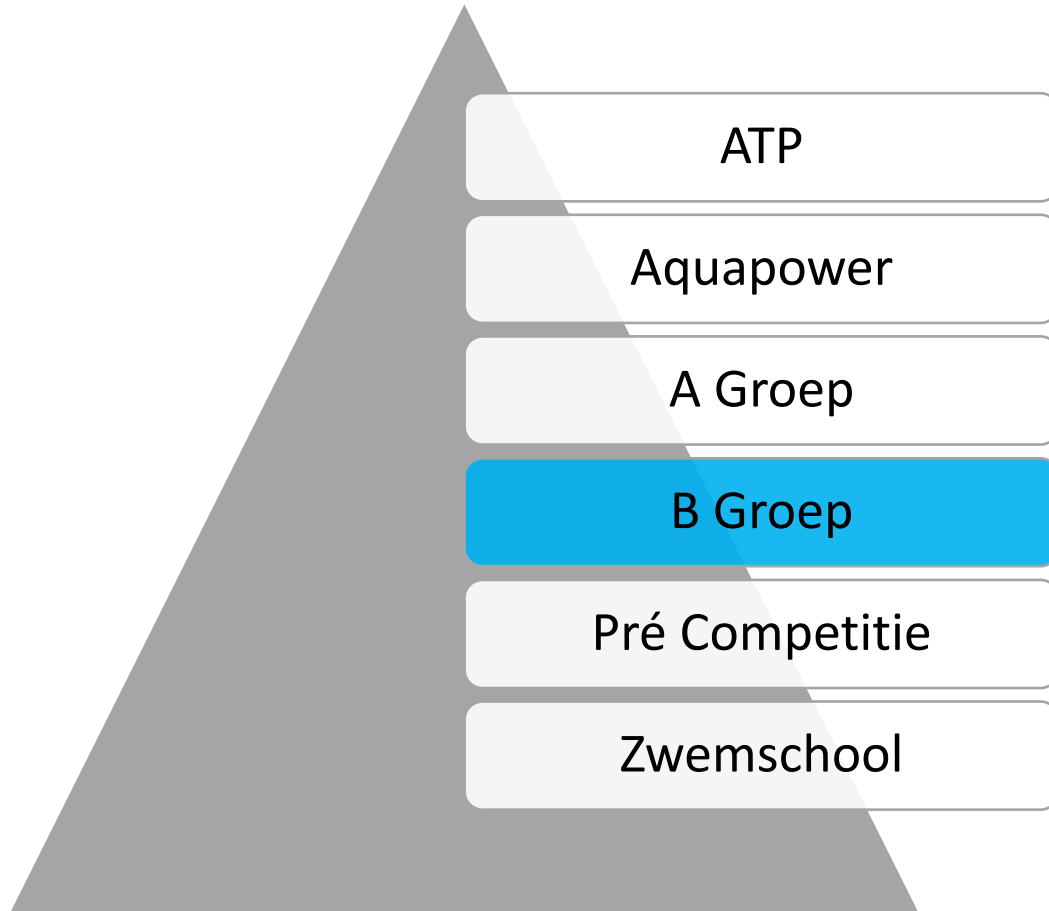 ATP
Aquapower
A Groep
B Groep
Pré Competitie
Zwemschool